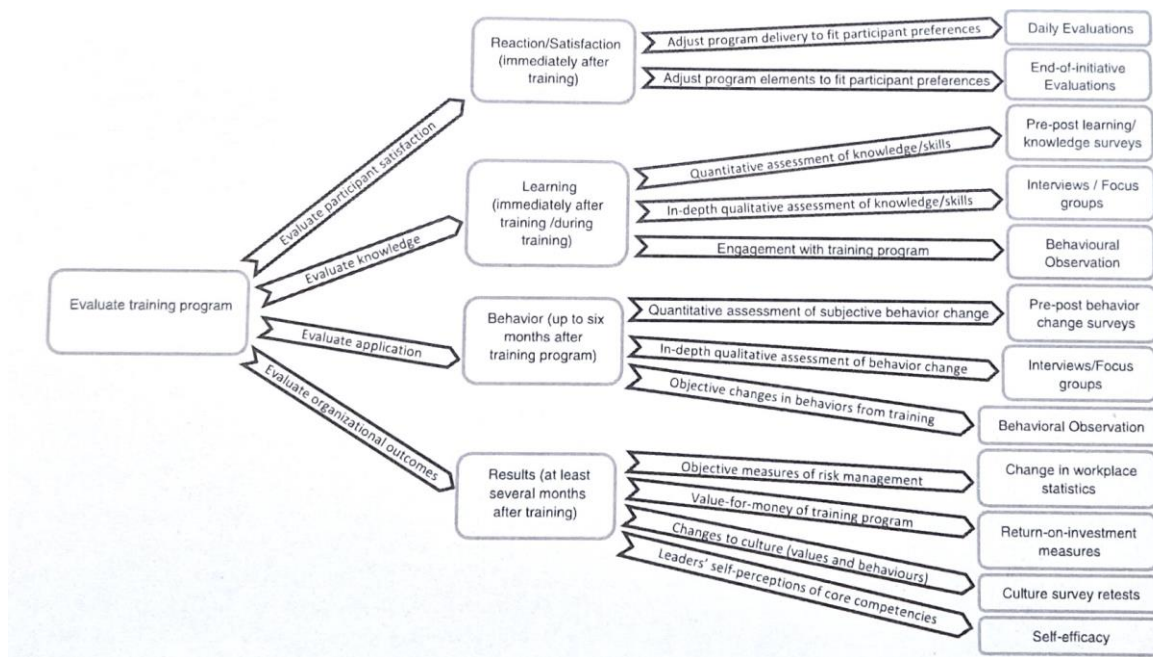 Reaction/Satisfaction
(immediately after
training)
Adjust program delivery to fit participant preferences
Daily Evaluations
Adjust program elements to fit participant preferences
End-of-initiative
Evaluations
Evaluate participant satisfaction
Learning
(immediately after
training /during
training)
Quantitative assessment of knowledge/skills
Pre-post learning/
knowledge surveys
In-depth qualitative assessment of knowledge/skills
Interviews / Focus
groups
Engagement with training program
Behavioural
Observation
Evaluate knowledge
Evaluate training program
Evaluate application
Behavior (up to six
months after
training program)
Quantitative assessment of subjective behavior change
Pre-post behavior
change surveys
In-depth qualitative assessment of behavior change
Interviews/Focus
groups
Objective changes in behaviors from training
Behavioral Observation
Evaluate organizational outcomes
Results (at least
several months
after training)
Objective measures of risk management
Change in workplace
statistics
Value-for-money of training program
Return-on-investment
measures
Changes to culture (values and behaviours)
Culture survey retests
Leaders' self-perceptions of core competencies
Self-efficacy